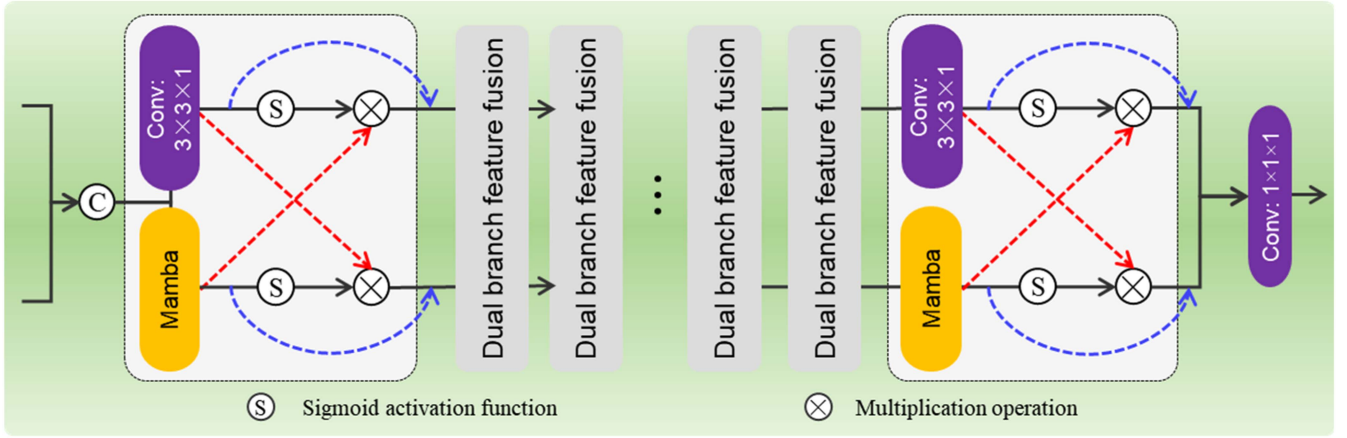 C
Conv:
3×3×1
Mamba
S
S
Dual branch feature fusion
Dual branch feature fusion
...
Dual branch feature fusion
Dual branch feature fusion
Conv:
3×3×1
Mamba
S
S
Conv: 1×1×1
S Sigmoid activation function
Multiplication operation